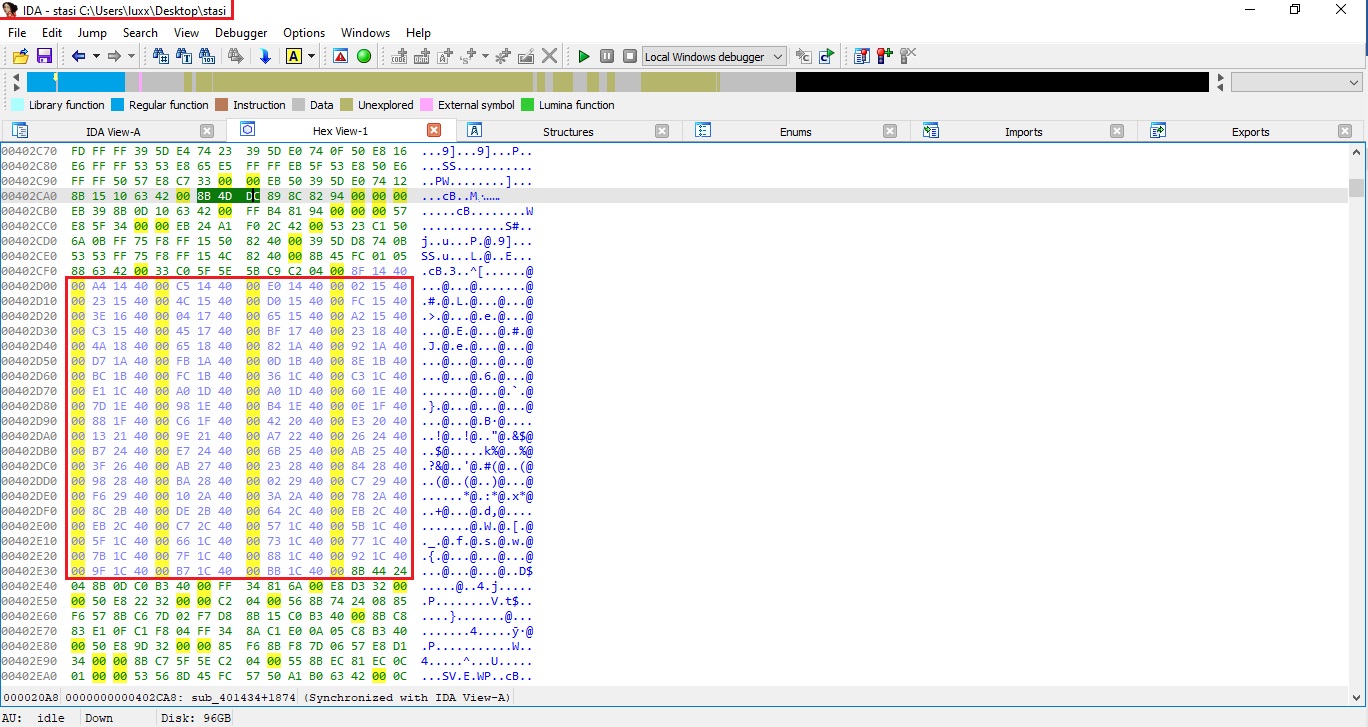 IDA - stasi C:\Users\luxx\Desktop\stasi
File Edit Jump Search View Debugger Options Windows Help
Local Windows debugger
Library function Regular function Instruction Data Unexplored External symbol Lumina function
IDA View-A Hex View-1 Structures Enums Imports Exports
00402C70 FD FF FF 39 5D E4 74 23 39 5D E0 74 0F 50 E8 16 ...9]...9]...P..
00402C80 E6 FF FF 53 53 E8 65 E5 FF FF EB 5F 53 E8 50 E6 ...SS...........
00402C90 FF FF 50 57 E8 C7 33 00 00 EB 50 39 5D E0 74 12 ..PW........]...
00402CA0 8B 15 10 63 42 00 8B 4D DC 89 8C 82 94 00 00 00 ...cB..M.......
00402CB0 EB 39 8B 0D 10 63 42 00 FF B4 81 94 00 00 00 57 .....cB........W
00402CC0 E8 5F 34 00 00 EB 24 A1 F0 2C 42 00 53 23 C1 50 ............S#..
00402CD0 6A 0B FF 75 F8 FF 15 50 82 40 00 39 5D D8 74 0B j..u...P.@.9]...
00402CE0 53 53 FF 75 F8 FF 15 4C 82 40 00 8B 45 FC 01 05 SS.u...L.@..E...
00402CF0 88 63 42 00 33 C0 5F 5E 5B C9 C2 04 00 8F 14 40 .cB.3..^[......@
00402D00 00 A4 14 40 00 C5 14 40 00 E0 14 40 00 02 15 40 ...@...@.......@
00402D10 00 23 15 40 00 4C 15 40 00 D0 15 40 00 FC 15 40 .#.@.L.@...@...@
00402D20 00 3E 16 40 00 04 17 40 00 65 15 40 00 A2 15 40 .>.@...@.e.@...@
00402D30 00 C3 15 40 00 45 17 40 00 BF 17 40 00 23 18 40 ...@.E.@...@.#.@
00402D40 00 4A 18 40 00 65 18 40 00 82 1A 40 00 92 1A 40 .J.@.e.@...@...@
00402D50 00 D7 1A 40 00 FB 1A 40 00 0D 1B 40 00 8E 1B 40 ...@...@...@...@
00402D60 00 BC 1B 40 00 FC 1B 40 00 36 1C 40 00 C3 1C 40 ...@...@.6.@...@
00402D70 00 E1 1C 40 00 A0 1D 40 00 A0 1D 40 00 60 1E 40 .......@...@.`.@
00402D80 00 7D 1E 40 00 98 1E 40 00 B4 1E 40 00 0E 1F 40 .}.@...@...@...@
00402D90 00 88 1F 40 00 C6 1F 40 00 42 20 40 00 E3 20 40 ...@...@.B·@....
00402DA0 00 13 21 40 00 9E 21 40 00 A7 22 40 00 26 24 40 ..!@..!@.."@.&$@
00402DB0 00 B7 24 40 00 E7 24 40 00 6B 25 40 00 AB 25 40 ..$@.....k%@..%@
00402DC0 00 3F 26 40 00 AB 27 40 00 23 28 40 00 84 28 40 .?&@..'@.#(@..(@
00402DD0 00 98 28 40 00 BA 28 40 00 02 29 40 00 C7 29 40 ..(@..(@..)@...@
00402DE0 00 F6 29 40 00 10 2A 40 00 3A 2A 40 00 78 2A 40 ......*@.:*@.x*@
00402DF0 00 8C 2B 40 00 DE 2B 40 00 64 2C 40 00 EB 2C 40 ..+@...@.d,@....
00402E00 00 EB 2C 40 00 C7 2C 40 00 57 1C 40 00 5B 1C 40 .......@.W.@.[.@
00402E10 00 5F 1C 40 00 66 1C 40 00 73 1C 40 00 77 1C 40 ._.@.f.@.s.@.w.@
00402E20 00 7B 1C 40 00 7F 1C 40 00 88 1C 40 00 92 1C 40 .{.@...@...@...@
00402E30 00 9F 1C 40 00 B7 1C 40 00 BB 1C 40 00 8B 44 24 ...@...@...@..D$
00402E40 04 8B 0D C0 B3 40 00 FF 34 81 6A 00 E8 D3 32 00 .....@..4.j.....
00402E50 00 50 E8 22 32 00 00 C2 04 00 56 8B 74 24 08 85 .P........V.t$..
00402E60 F6 57 8B C6 7D 02 F7 D8 8B 15 C0 B3 40 00 8B C8 ....}.......@...
00402E70 83 E1 0F C1 F8 04 FF 34 8A C1 E0 0A 05 C8 B3 40 .......4.....ÿ·@
00402E80 00 50 E8 9D 32 00 00 85 F6 8B F8 7D 06 57 E8 D1 .P...........W..
00402E90 34 00 00 8B C7 5F 5E C2 04 00 55 8B EC 81 EC 0C 4.....^...U.....
00402EA0 01 00 00 53 56 8D 45 FC 57 50 A1 B0 63 42 00 0C ...SV.E.WP..cB..
000020A8 0000000000402CA8: sub_401434+1874 (Synchronized with IDA View-A)
AU: idle Down Disk: 96GB